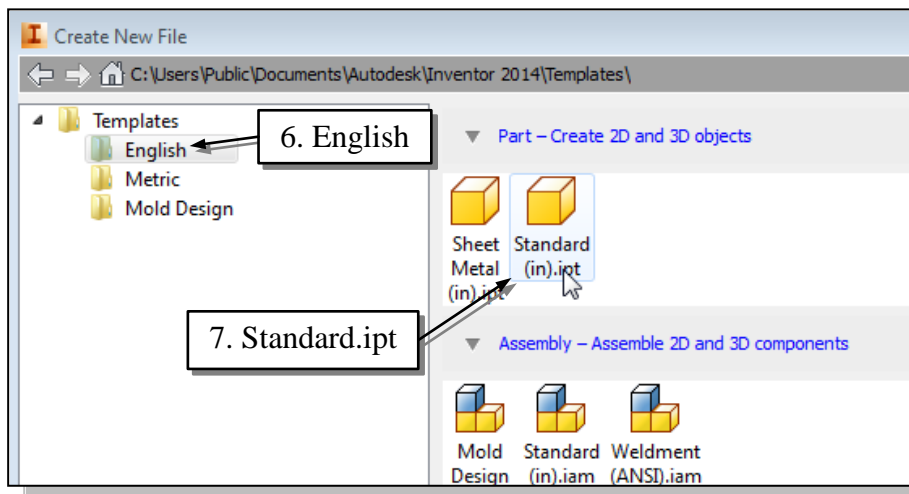 Create New File
C:\Users\Public\Documents\Autodesk\Inventor 2014\Templates\
Templates
English
Metric
Mold Design
6. English
Part – Create 2D and 3D objects
Sheet
Metal
(in).ipt
Standard
(in).ipt
7. Standard.ipt
Assembly – Assemble 2D and 3D components
Mold
Design
Standard
(in).iam
Weldment
(ANSI).iam